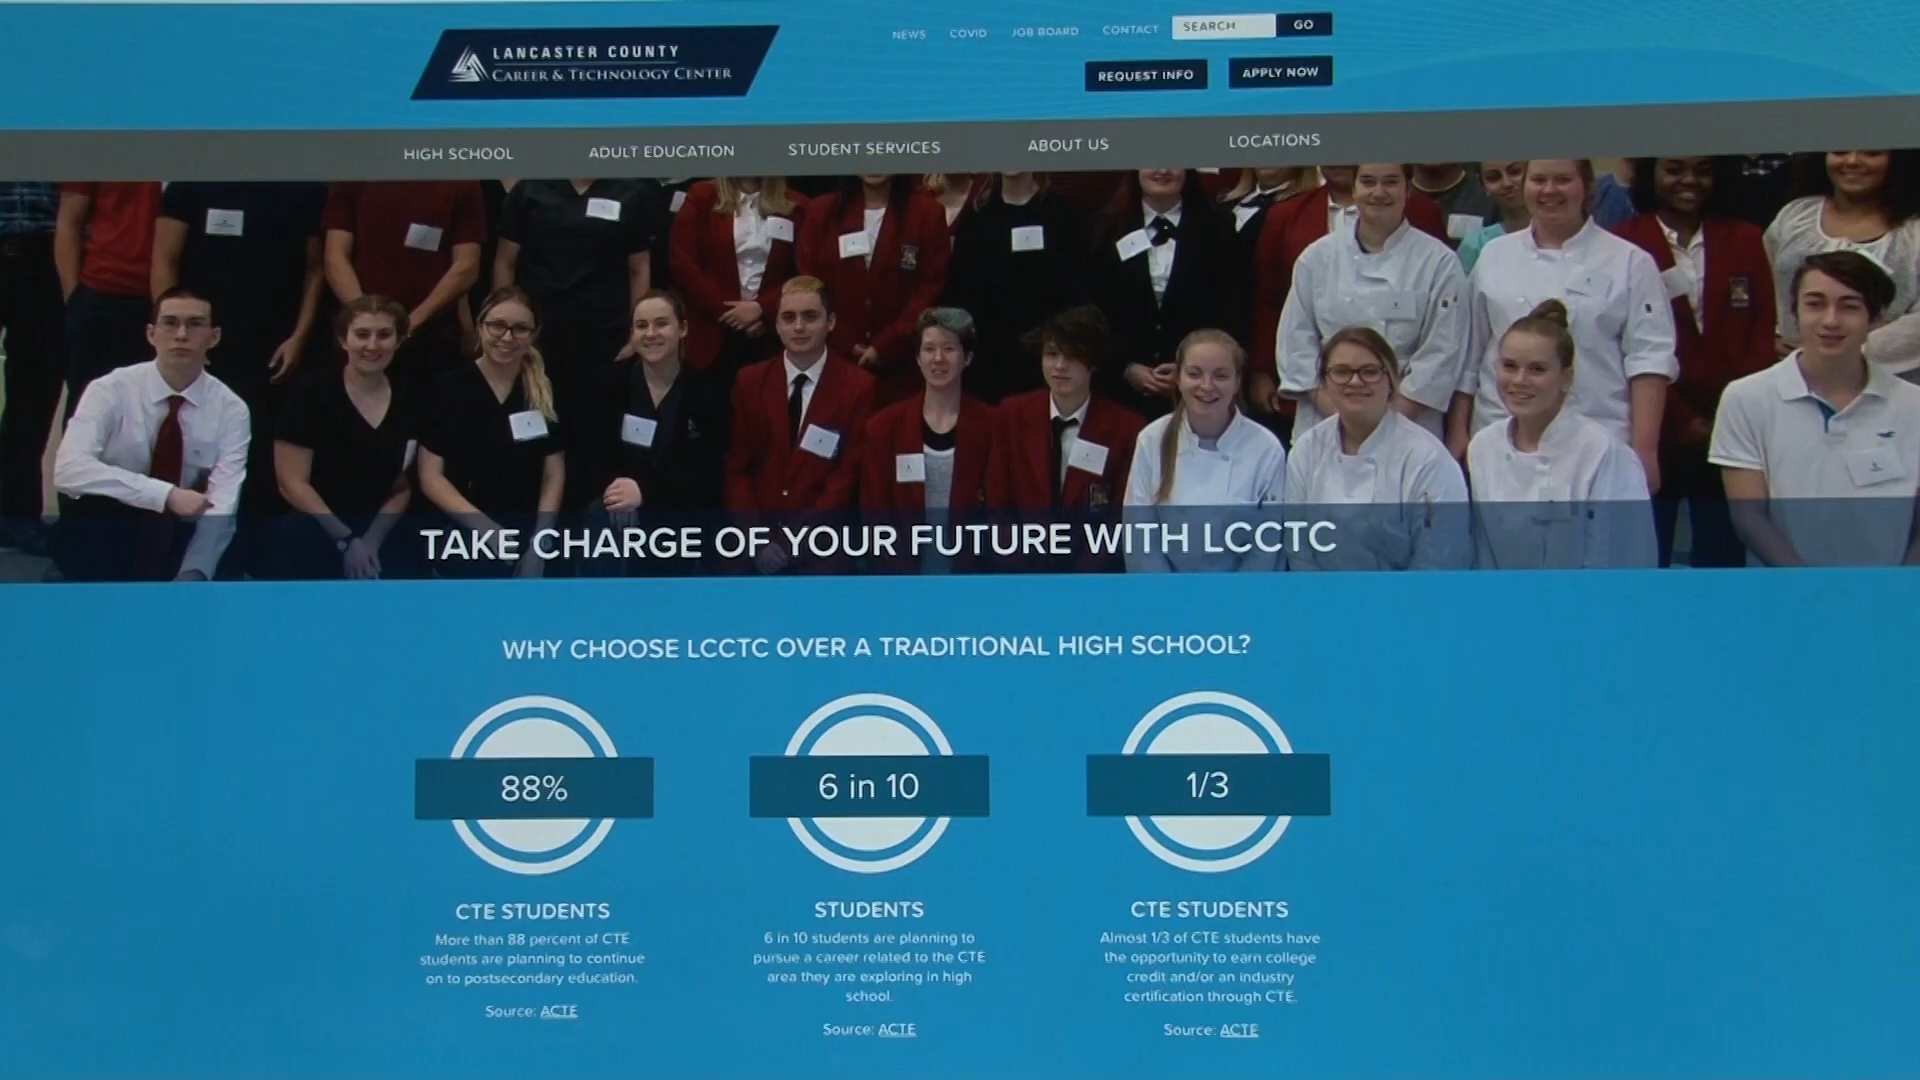 LANCASTER COUNTY
CAREER & TECHNOLOGY CENTER
NEWS COVID JOB BOARD CONTACT SEARCH GO
REQUEST INFO APPLY NOW
HIGH SCHOOL ADULT EDUCATION STUDENT SERVICES ABOUT US LOCATIONS
TAKE CHARGE OF YOUR FUTURE WITH LCCTC
WHY CHOOSE LCCTC OVER A TRADITIONAL HIGH SCHOOL?
88%
CTE STUDENTS
More than 88 percent of CTE
students are planning to continue
on to postsecondary education.
Source: ACTE
6 in 10
STUDENTS
6 in 10 students are planning to
pursue a career related to the CTE
area they are exploring in high
school.
Source: ACTE
1/3
CTE STUDENTS
Almost 1/3 of CTE students have
the opportunity to earn college
credit and/or an industry
certification through CTE.
Source: ACTE